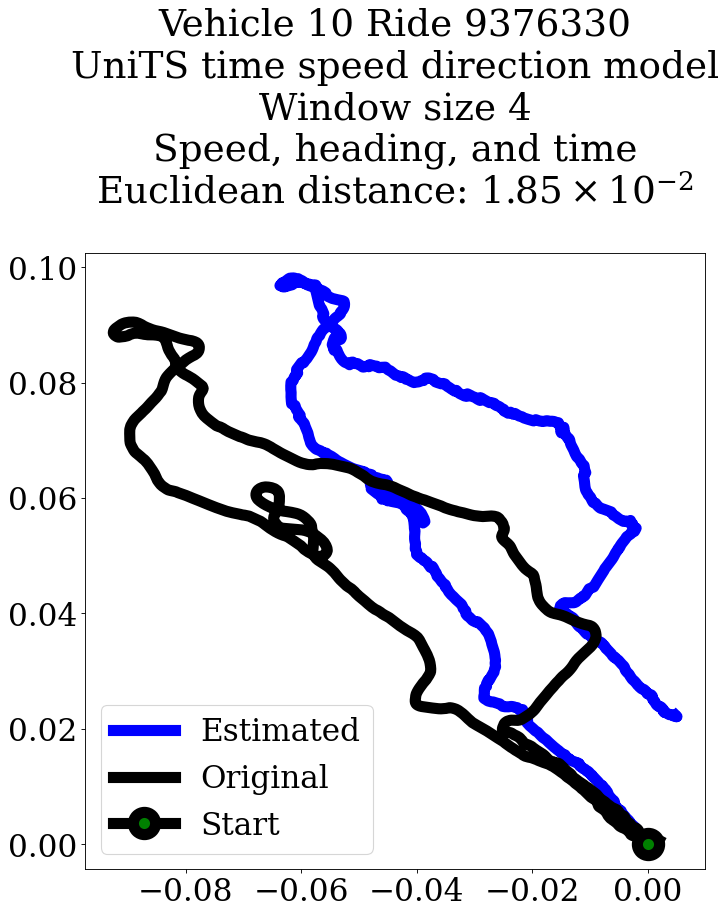 Vehicle 10 Ride 9376330
UniTS time speed direction model
Window size 4
Speed, heading, and time
Euclidean distance: 1.85 × 10⁻²
0.10
0.08
0.06
0.04
0.02
0.00
Estimated
Original
Start
−0.08 −0.06 −0.04 −0.02 0.00